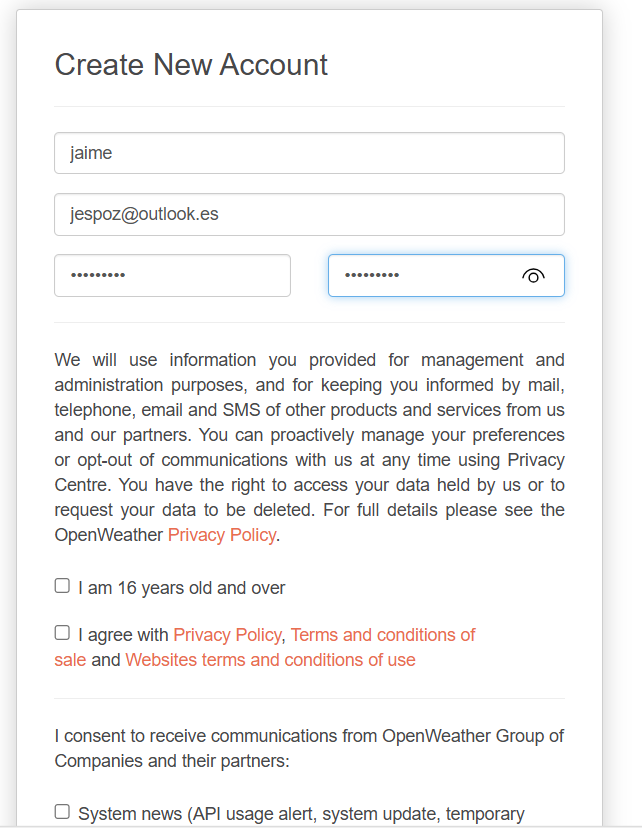 Create New Account
jaime
jespoz@outlook.es
••••••••• •••••••••
We will use information you provided for management and
administration purposes, and for keeping you informed by mail,
telephone, email and SMS of other products and services from us
and our partners. You can proactively manage your preferences
or opt-out of communications with us at any time using Privacy
Centre. You have the right to access your data held by us or to
request your data to be deleted. For full details please see the
OpenWeather Privacy Policy.
I am 16 years old and over
I agree with Privacy Policy, Terms and conditions of
sale and Websites terms and conditions of use
I consent to receive communications from OpenWeather Group of
Companies and their partners:
System news (API usage alert, system update, temporary